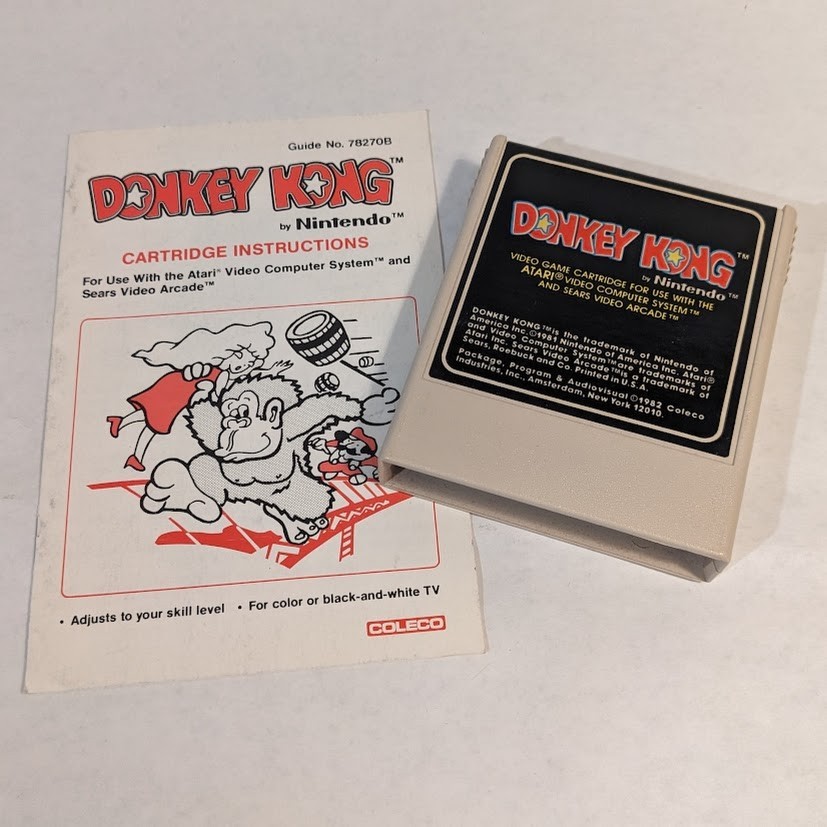 Guide No. 78270B
DONKEY KONG™
by Nintendo™
CARTRIDGE INSTRUCTIONS
For Use With the Atari® Video Computer System™ and
Sears Video Arcade™
• Adjusts to your skill level • For color or black-and-white TV
COLECO
DONKEY KONG™
by Nintendo™
VIDEO GAME CARTRIDGE FOR USE WITH THE
ATARI® VIDEO COMPUTER SYSTEM™
AND SEARS VIDEO ARCADE™
DONKEY KONG™ is the trademark of Nintendo of
America Inc. ©1981 Nintendo of America Inc. Atari®
and Video Computer System™ are trademarks of
Atari Inc. Sears Video Arcade™ is a trademark of
Sears, Roebuck and Co. Printed in U.S.A.
Package, Program & Audiovisual ©1982 Coleco
Industries, Inc., Amsterdam, New York 12010.